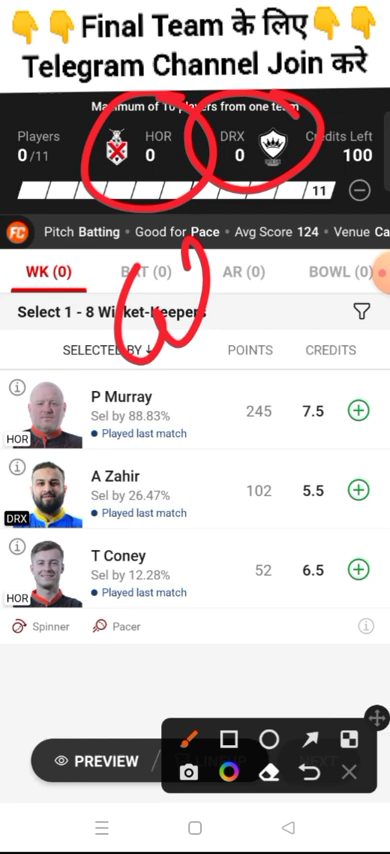 Final Team के लिए
Telegram Channel Join करे
Maximum of 10 players from one team
Players HOR DRX Credits Left
0/11 0 0 100
11
FC Pitch Batting • Good for Pace • Avg Score 124 • Venue Ca
WK (0) BAT (0) AR (0) BOWL (0)
Select 1 - 8 Wicket-Keepers
SELECTED BY ↓ POINTS CREDITS
P Murray
Sel by 88.83% 245 7.5
Played last match
HOR
A Zahir
Sel by 26.47% 102 5.5
Played last match
DRX
T Coney
Sel by 12.28% 52 6.5
Played last match
HOR
Spinner Pacer
PREVIEW